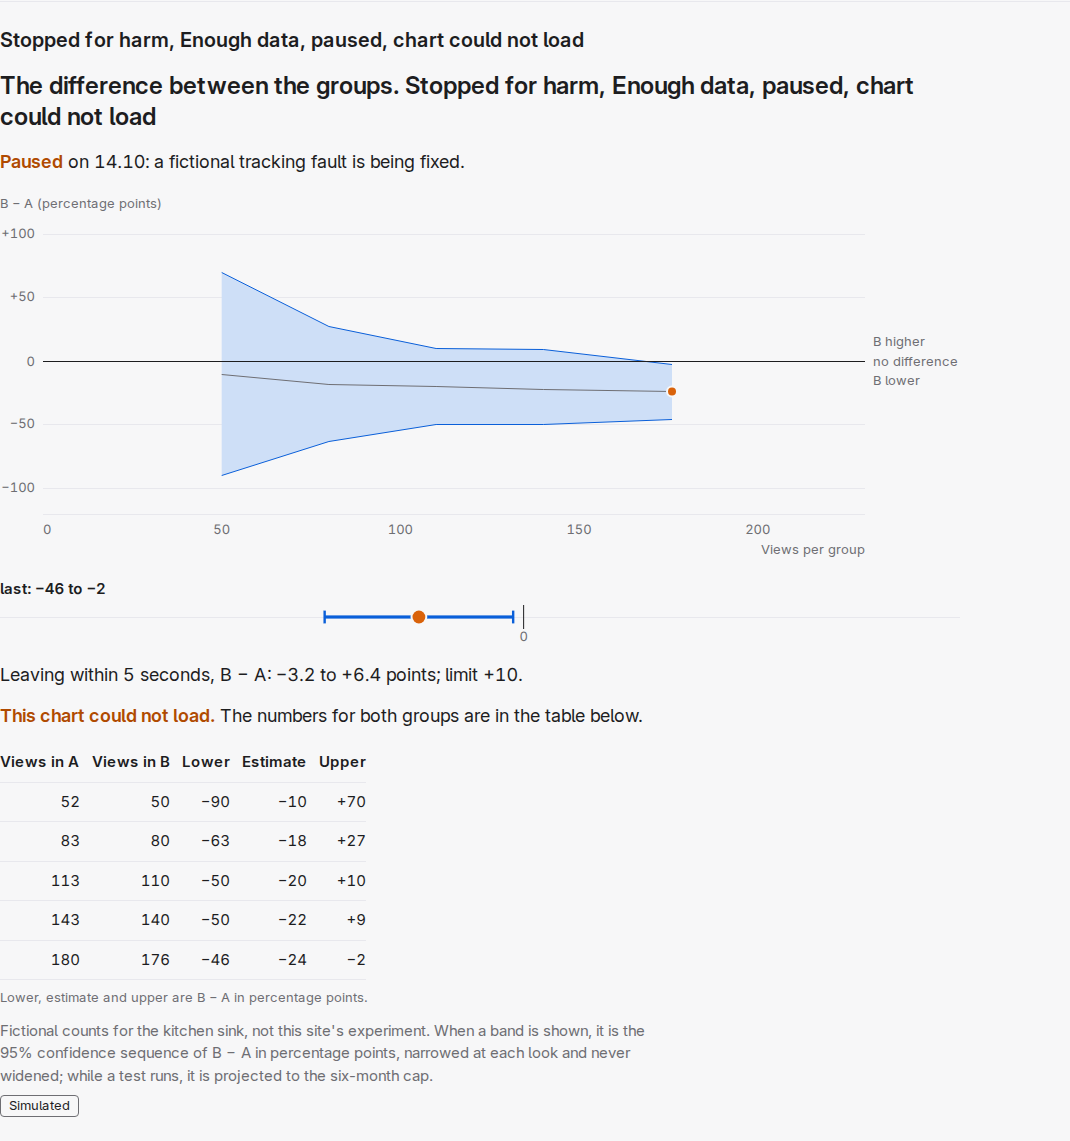 Stopped for harm, Enough data, paused, chart could not load
The difference between the groups. Stopped for harm, Enough data, paused, chart
could not load
Paused on 14.10: a fictional tracking fault is being fixed.
B − A (percentage points)
+100
+50
0
−50
−100
B higher
no difference
B lower
0 50 100 150 200
Views per group
last: −46 to −2
0
Leaving within 5 seconds, B − A: −3.2 to +6.4 points; limit +10.
This chart could not load. The numbers for both groups are in the table below.
Views in A Views in B Lower Estimate Upper
52 50 −90 −10 +70
83 80 −63 −18 +27
113 110 −50 −20 +10
143 140 −50 −22 +9
180 176 −46 −24 −2
Lower, estimate and upper are B − A in percentage points.
Fictional counts for the kitchen sink, not this site's experiment. When a band is shown, it is the
95% confidence sequence of B − A in percentage points, narrowed at each look and never
widened; while a test runs, it is projected to the six-month cap.
Simulated